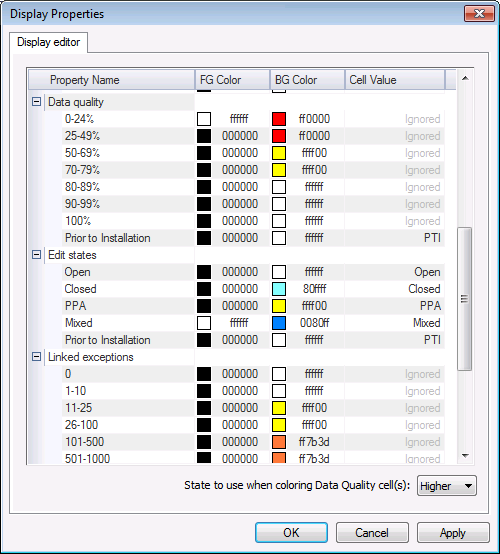 Display Properties
Display editor
Property Name FG Color BG Color Cell Value
Data quality
0-24% ffffff ff0000 Ignored
25-49% 000000 ff0000 Ignored
50-69% 000000 ffff00 Ignored
70-79% 000000 ffff00 Ignored
80-89% 000000 ffffff Ignored
90-99% 000000 ffffff Ignored
100% 000000 ffffff Ignored
Prior to Installation 000000 ffffff PTI
Edit states
Open 000000 ffffff Open
Closed 000000 80ffff Closed
PPA 000000 ffff00 PPA
Mixed ffffff 0080ff Mixed
Prior to Installation 000000 ffffff PTI
Linked exceptions
0 000000 ffffff Ignored
1-10 000000 ffffff Ignored
11-25 000000 ffff00 Ignored
26-100 000000 ffff00 Ignored
101-500 000000 ff7b3d Ignored
501-1000 000000 ff7b3d Ignored
State to use when coloring Data Quality cell(s): Higher
OK Cancel Apply